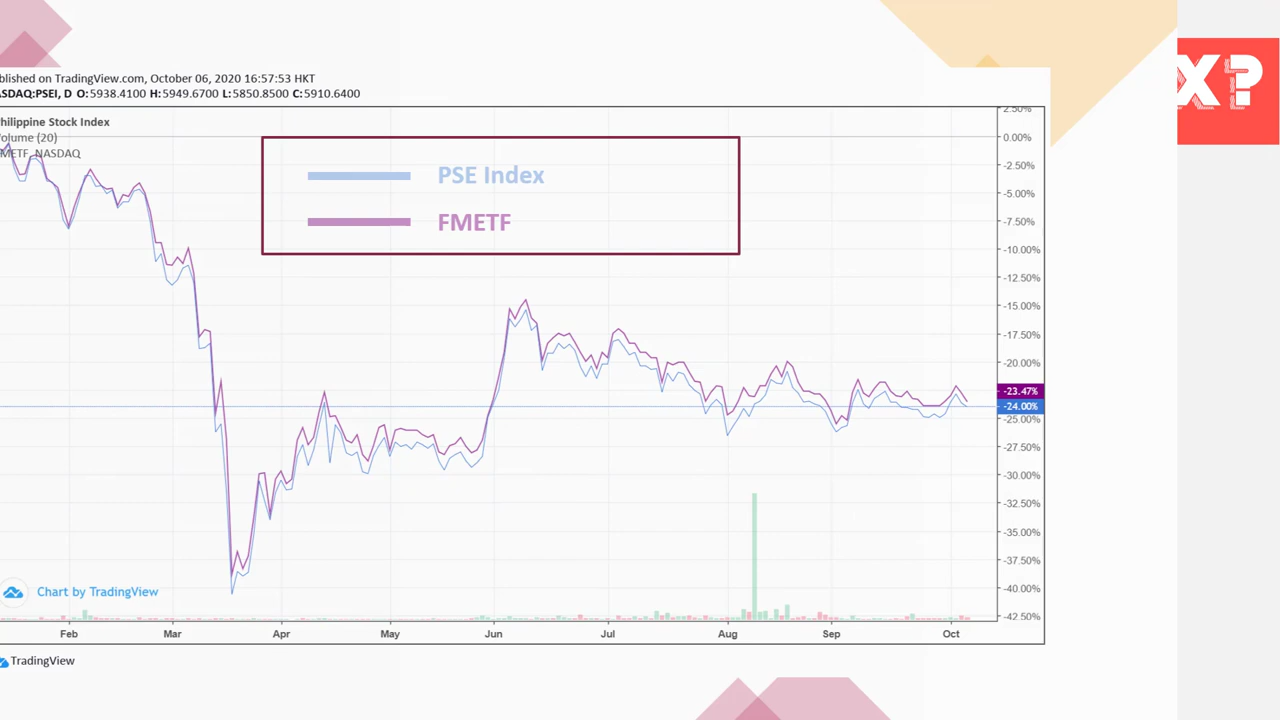 blished on TradingView.com, October 06, 2020 16:57:53 HKT
ASDAQ:PSEI, D O:5938.4100 H:5949.6700 L:5850.8500 C:5910.6400
hilippine Stock Index
olume (20)
METF, NASDAQ
PSE Index
FMETF
X?
2.50%
0.00%
-2.50%
-5.00%
-7.50%
-10.00%
-12.50%
-15.00%
-17.50%
-20.00%
-23.47%
-24.00%
-25.00%
-27.50%
-30.00%
-32.50%
-35.00%
-37.50%
-40.00%
-42.50%
Chart by TradingView
Feb Mar Apr May Jun Jul Aug Sep Oct
TradingView